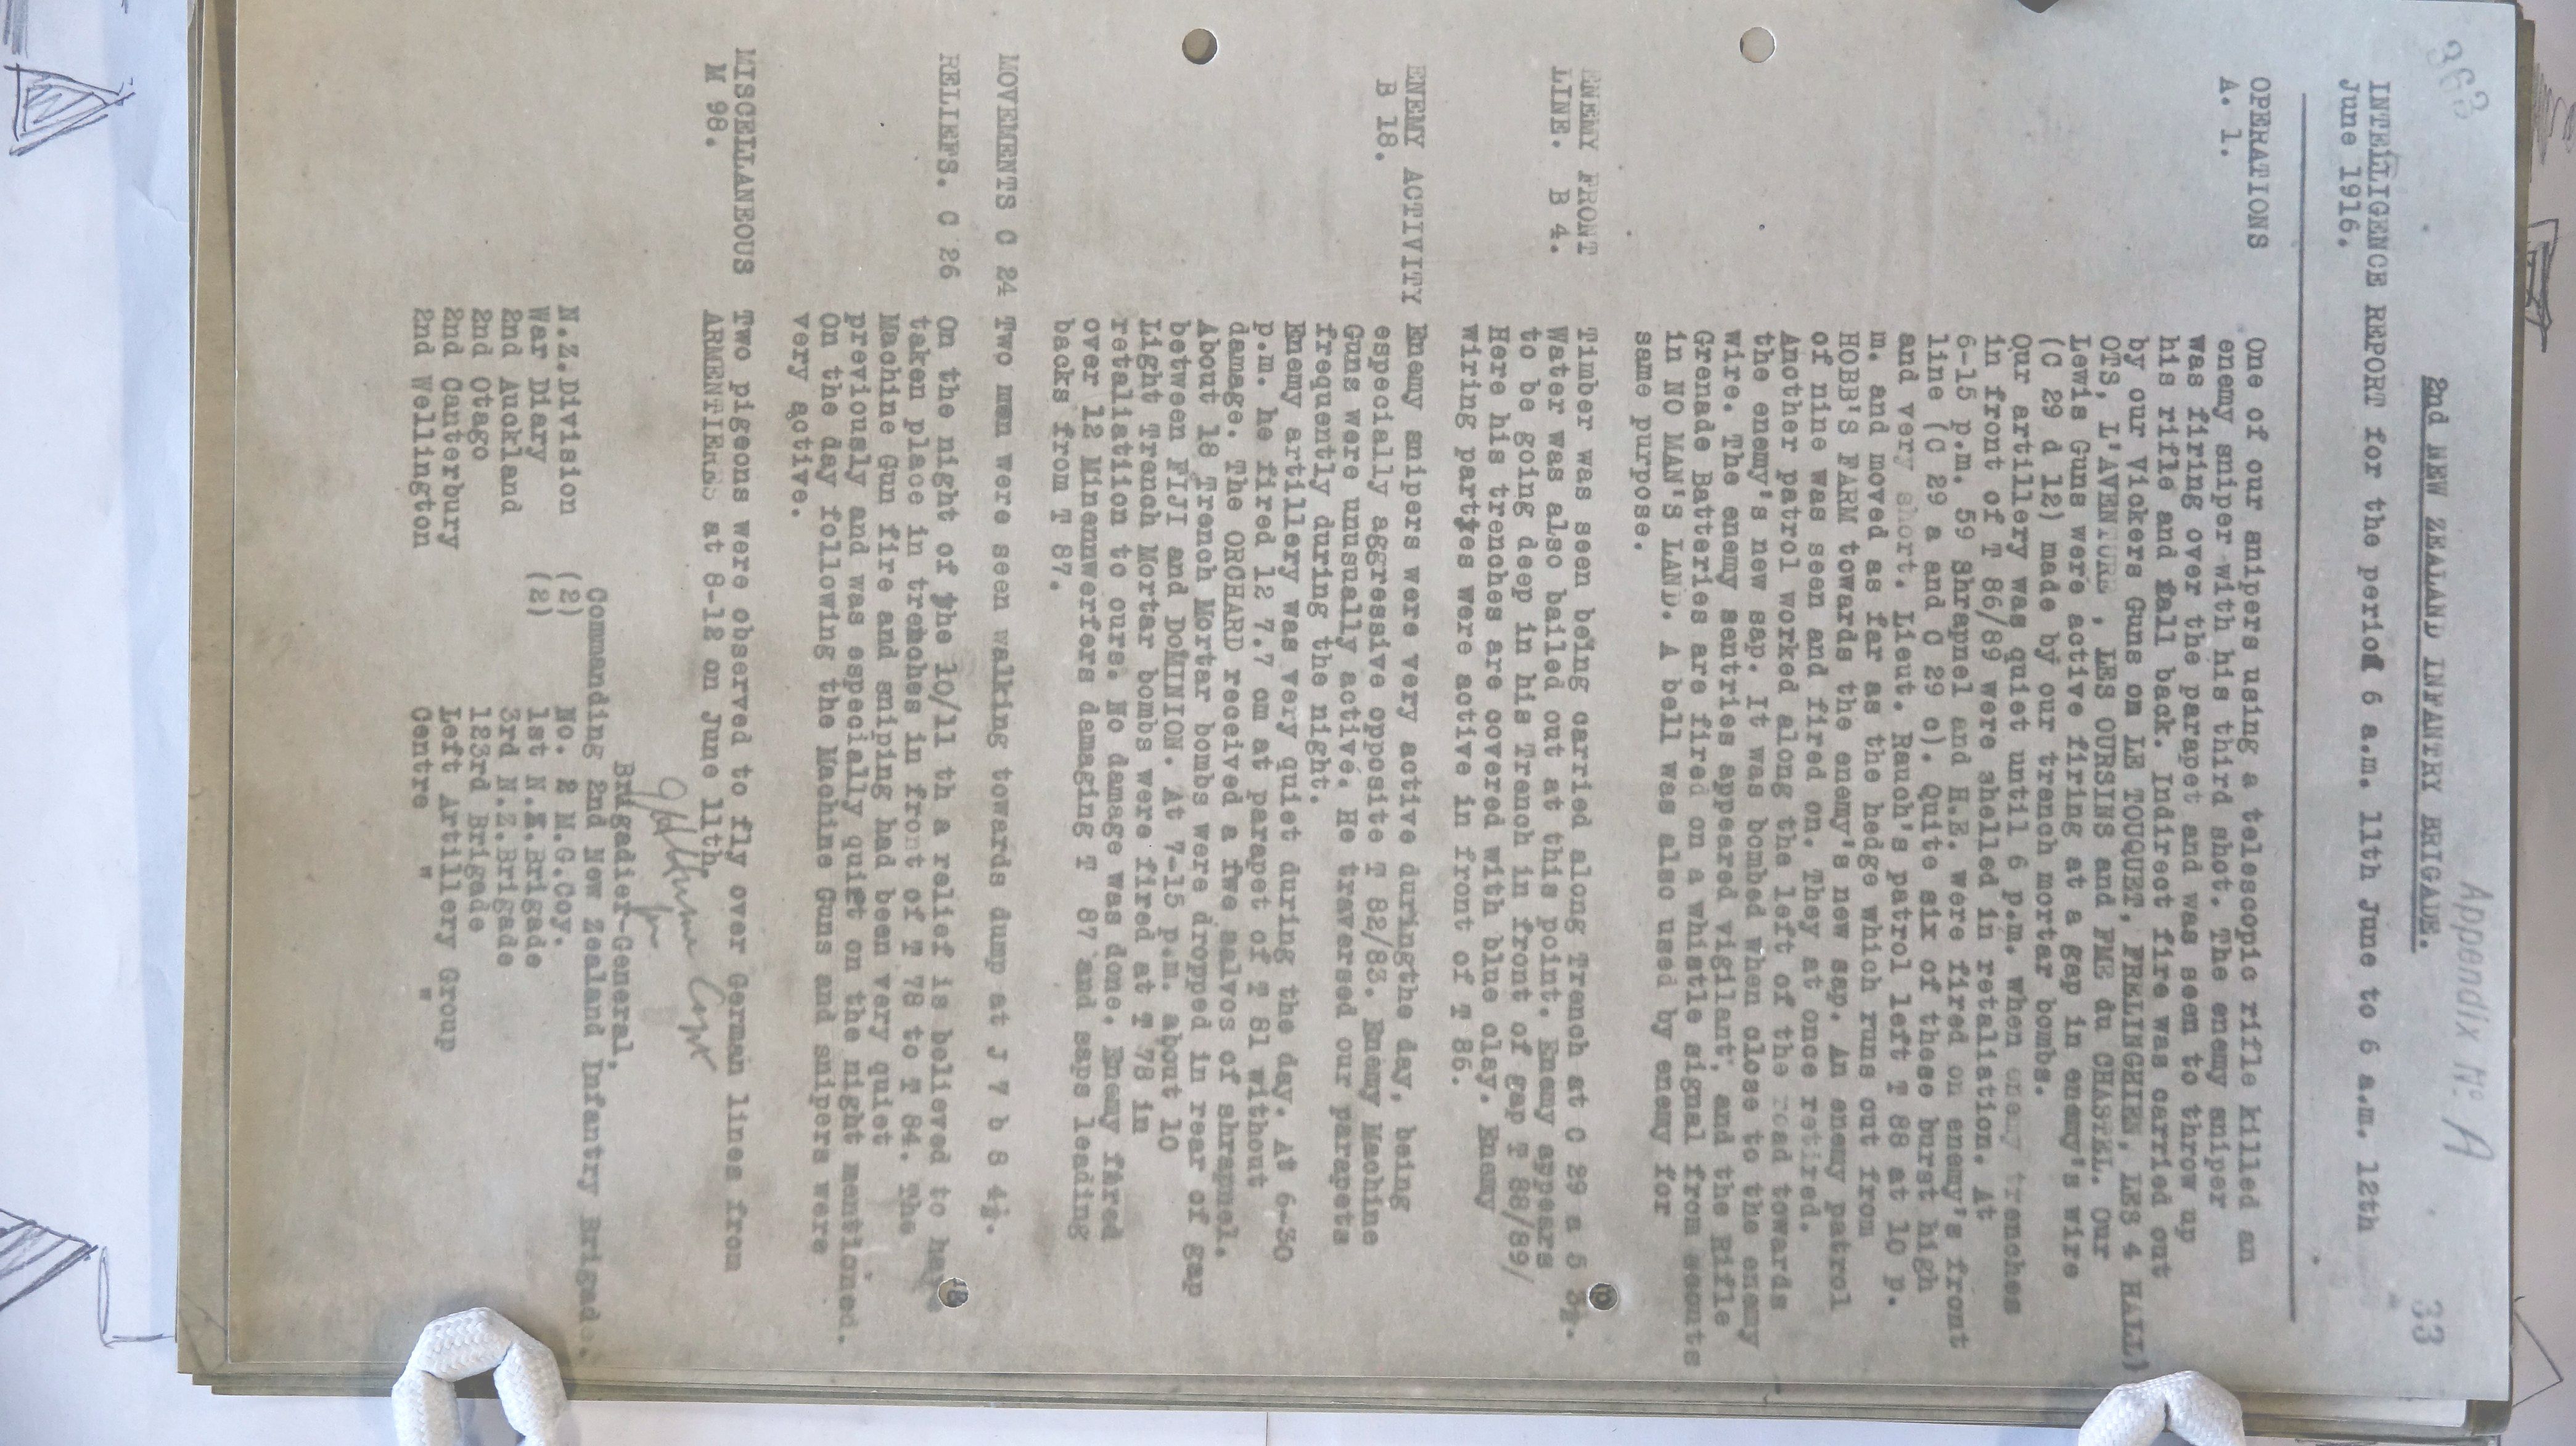 363
Appendix No. A
33
2nd NEW ZEALAND INFANTRY BRIGADE.
INTELLIGENCE REPORT for the period 6 a.m. 11th June to 6 a.m. 12th
June 1916.
OPERATIONS
A. 1.
One of our snipers using a telescopic rifle killed an
enemy sniper with his third shot. The enemy sniper
was firing over the parapet and was seen to throw up
his rifle and fall back. Indirect fire was carried out
by our Vickers Guns on LE TOUQUET, FRELINGHIEN, LES 4 HALL)
OTS, L'AVENTURE , LES OURSINS and FME du CHASTEL. Our
Lewis Guns were active firing at a gap in enemy's wire
(C 29 d 12) made by our trench mortar bombs.
Our artillery was quiet until 6 p.m. when enemy trenches
in front of T 86/89 were shelled in retaliation. At
6-15 p.m. 59 Shrapnel and H.E. were fired on enemy's front
line (C 29 a and C 29 c). Quite six of these burst high
and very short. Lieut. Rauch's patrol left T 88 at 10 p.
m. and moved as far as the hedge which runs out from
HOBB'S FARM towards the enemy's new sap. An enemy patrol
of nine was seen and fired on. They at once retired.
Another patrol worked along the left of the road towards
the enemy's new sap. It was bombed when close to the enemy
wire. The enemy sentries appeared vigilant, and the Rifle
Grenade Batteries are fired on a whistle signal from scouts
in NO MAN'S LAND. A bell was also used by enemy for
same purpose.
ENEMY FRONT
LINE. B 4.
Timber was seen being carried along Trench at C 29 a 5 3½.
Water was also bailed out at this point. Enemy appears
to be going deep in his Trench in front of gap T 88/89/
Here his trenches are covered with blue clay. Enemy
wiring parties were active in front of T 86.
ENEMY ACTIVITY
B 18.
Enemy snipers were very active duringthe day, being
especially aggressive opposite T 82/83. Enemy Machine
Guns were unusually active. He traversed our parapets
frequently during the night.
Enemy artillery was very quiet during the day. At 6-30
p.m. he fired 12 7.7 cm at parapet of T 81 without
damage. The ORCHARD received a fwe salvos of shrapnel.
About 18 Trench Mortar bombs were dropped in rear of gap
between FIJI and DoMINION. At 7-15 p.m. about 10
Light Trench Mortar bombs were fired at T 78 in
retaliation to ours. No damage was done. Enemy fired
over 12 Minennwerfers damaging T 87 and saps leading
backs from T 87.
MOVEMENTS C 24 Two men were seen walking towards dump at J 7 b 8 4½.
RELIEFS. C 26 On the night of the 10/11 th a relief is believed to have
taken place in trenches in front of T 78 to T 84. The
Machine Gun fire and sniping had been very quiet
previously and was especially quiet on the night mentioned.
On the day following the Machine Guns and snipers were
very active.
MISCELLANEOUS
M 98.
Two pigeons were observed to fly over German lines from
ARMENTIERES at 8-12 on June 11th.
Capt
for
Brigadier-General,
Commanding 2nd New Zealand Infantry Brigade.
N.Z.Division (2) No. 2 M.G.Coy.
War Diary (2) 1st N.Z.Brigade
2nd Auckland 3rd N.Z.Brigade
2nd Otago 123rd Brigade
2nd Canterbury Left Artillery Group
2nd Wellington Centre " "